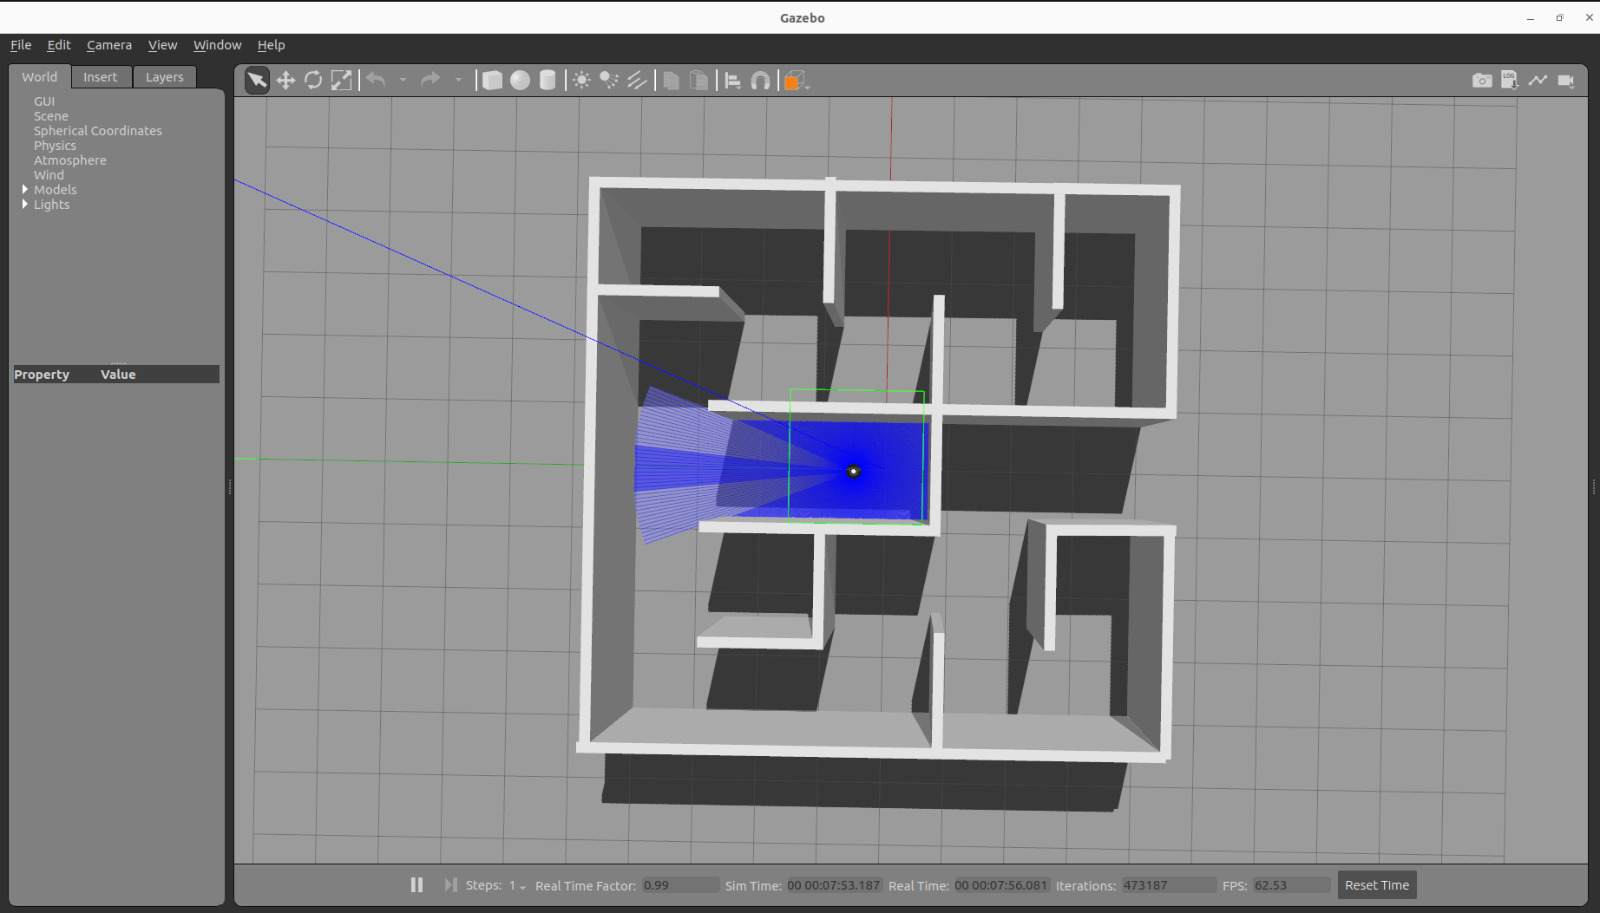 Gazebo
File Edit Camera View Window Help
World Insert Layers
LOG
GUI
Scene
Spherical Coordinates
Physics
Atmosphere
Wind
Models
Lights
Property Value
Steps: 1 Real Time Factor: 0.99 Sim Time: 00 00:07:53.187 Real Time: 00 00:07:56.081 Iterations: 473187 FPS: 62.53 Reset Time